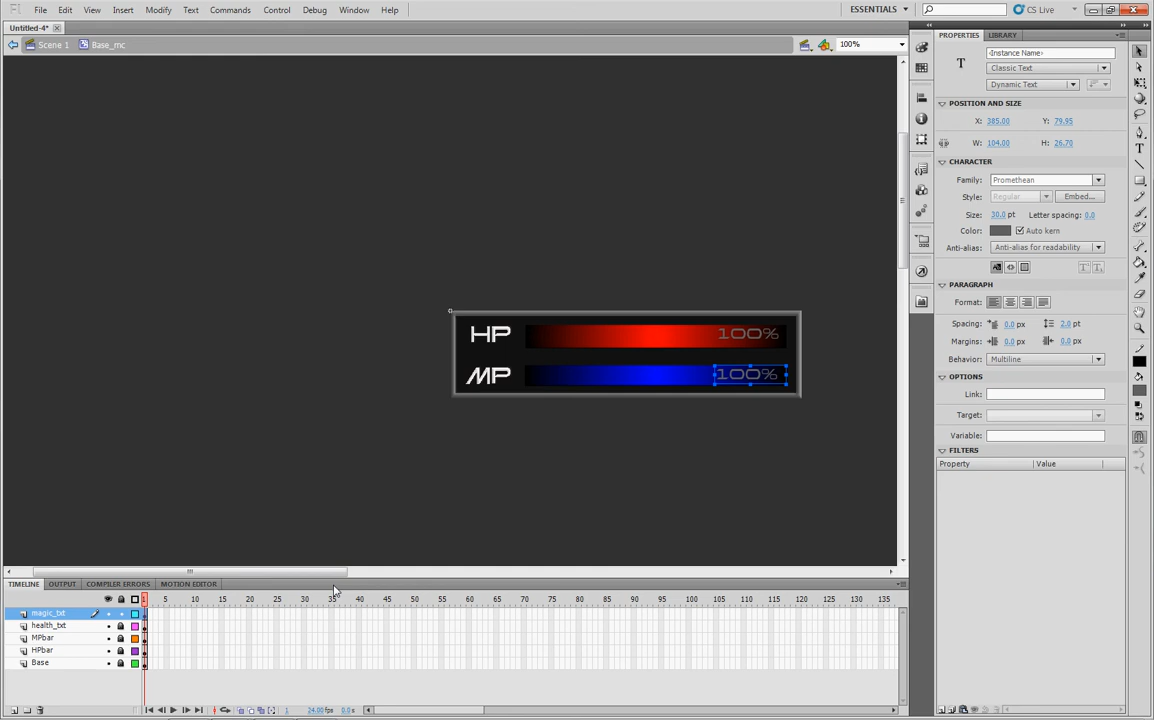 Fl File Edit View Insert Modify Text Commands Control Debug Window Help ESSENTIALS CS Live
Untitled-4*
Scene 1 Base_mc 100%
PROPERTIES LIBRARY
<Instance Name>
T Classic Text
Dynamic Text
POSITION AND SIZE
X: 385.00 Y: 79.95
W: 104.00 H: 26.70
CHARACTER
Family: Promethean
Style: Regular Embed...
Size: 30.0 pt Letter spacing: 0.0
Color: Auto kern
Anti-alias: Anti-alias for readability
PARAGRAPH
Format:
Spacing: 0.0 px 2.0 pt
Margins: 0.0 px 0.0 px
Behavior: Multiline
OPTIONS
Link:
Target:
Variable:
FILTERS
Property Value
HP 100%
MP 100%
TIMELINE OUTPUT COMPILER ERRORS MOTION EDITOR
1 5 10 15 20 25 30 35 40 45 50 55 60 65 70 75 80 85 90 95 100 105 110 115 120 125 130 135
magic_txt
health_txt
MPbar
HPbar
Base
1 24.00 fps 0.0 s